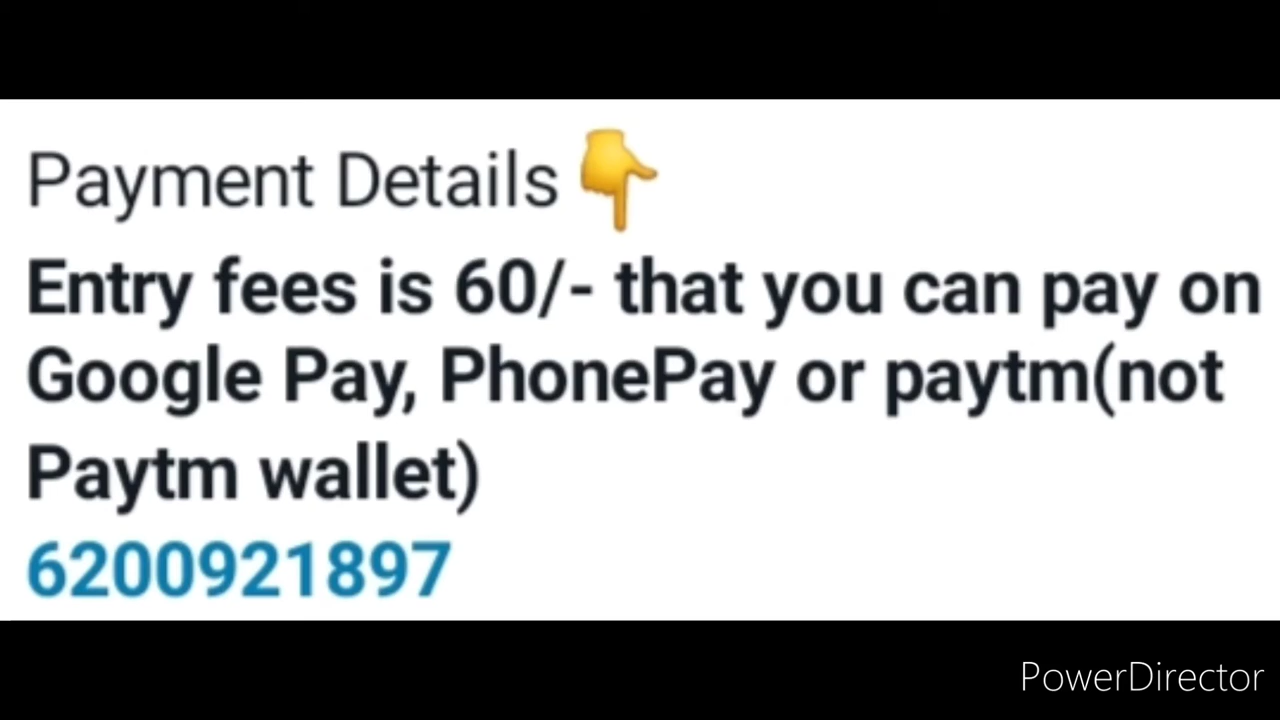 Payment Details👇
Entry fees is 60/- that you can pay on
Google Pay, PhonePay or paytm(not
Paytm wallet)
6200921897
PowerDirector